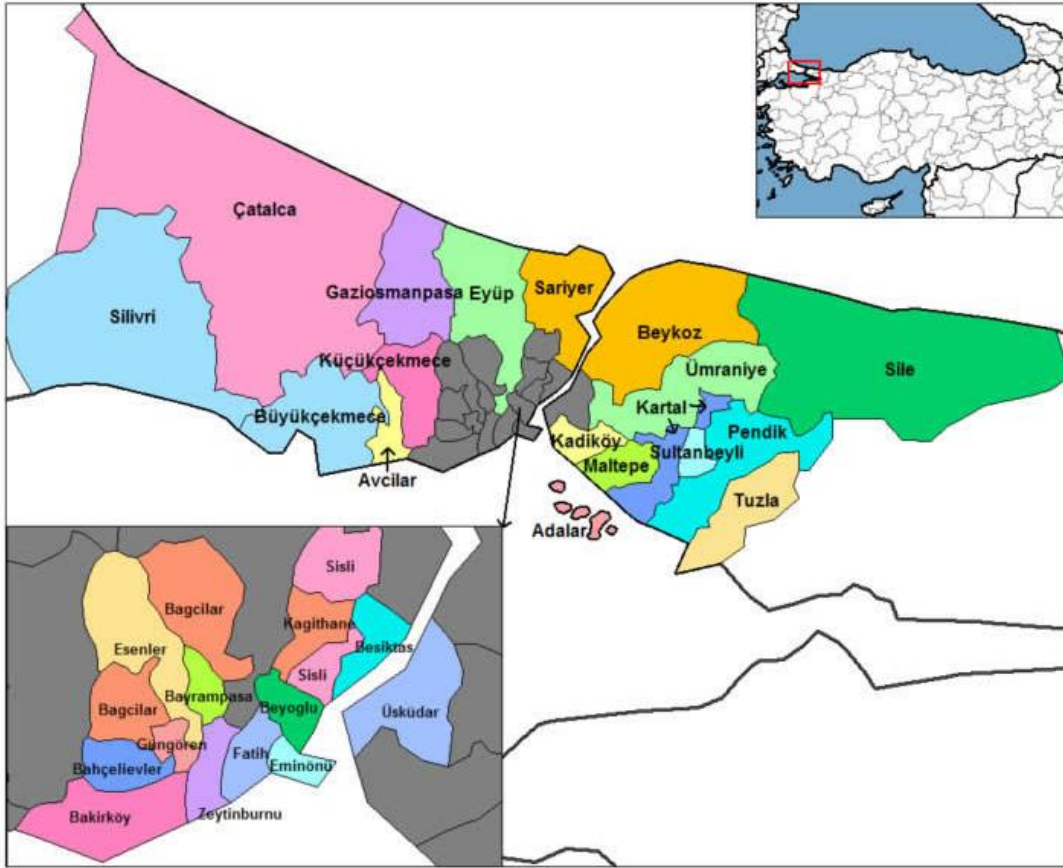 Çatalca
Gaziosmanpasa
Eyüp
Sariyer
Silivri
Beykoz
Küçükçekmece
Ümraniye
Sile
Büyükçekmece
Kartal
Kadiköy
Sultanbeyli
Pendik
Maltepe
Avcilar
Tuzla
Adalar
Sisli
Bagcilar
Kagithane
Esenler
Besiktas
Sisli
Bayrampasa
Bagcilar
Beyoglu
Üsküdar
Güngören
Fatih
Bahçelievler
Eminönü
Bakirköy
Zeytinburnu